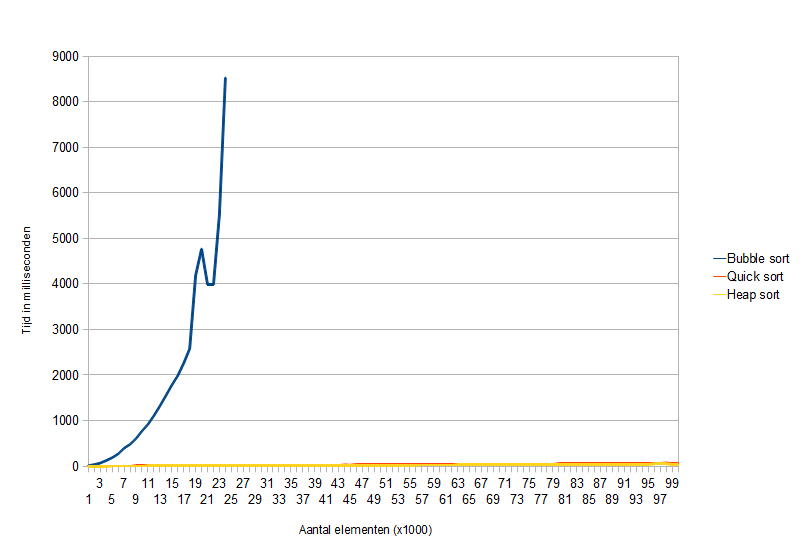 9000
8000
7000
6000
5000
4000
3000
2000
1000
0
Tijd in milliseconden
3 7 11 15 19 23 27 31 35 39 43 47 51 55 59 63 67 71 75 79 83 87 91 95 99
1 5 9 13 17 21 25 29 33 37 41 45 49 53 57 61 65 69 73 77 81 85 89 93 97
Aantal elementen (x1000)
Bubble sort
Quick sort
Heap sort